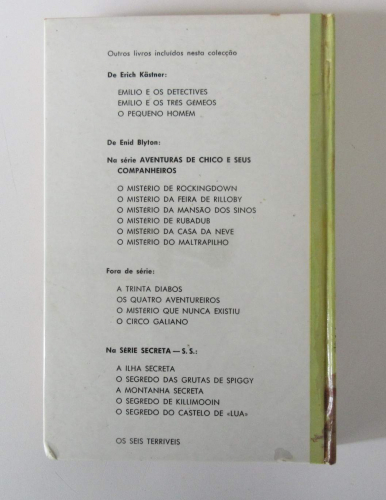 Outros livros incluídos nesta colecção
De Erich Kästner:
EMILIO E OS DETECTIVES
EMILIO E OS TRES GEMEOS
O PEQUENO HOMEM
De Enid Blyton:
Na série AVENTURAS DE CHICO E SEUS
COMPANHEIROS
O MISTERIO DE ROCKINGDOWN
O MISTERIO DA FEIRA DE RILLOBY
O MISTERIO DA MANSÃO DOS SINOS
O MISTERIO DE RUBADUB
O MISTERIO DA CASA DA NEVE
O MISTERIO DO MALTRAPILHO
Fora de série:
A TRINTA DIABOS
OS QUATRO AVENTUREIROS
O MISTERIO QUE NUNCA EXISTIU
O CIRCO GALIANO
Na SERIE SECRETA — S. S.:
A ILHA SECRETA
O SEGREDO DAS GRUTAS DE SPIGGY
A MONTANHA SECRETA
O SEGREDO DE KILLIMOOIN
O SEGREDO DO CASTELO DE «LUA»
OS SEIS TERRIVEIS